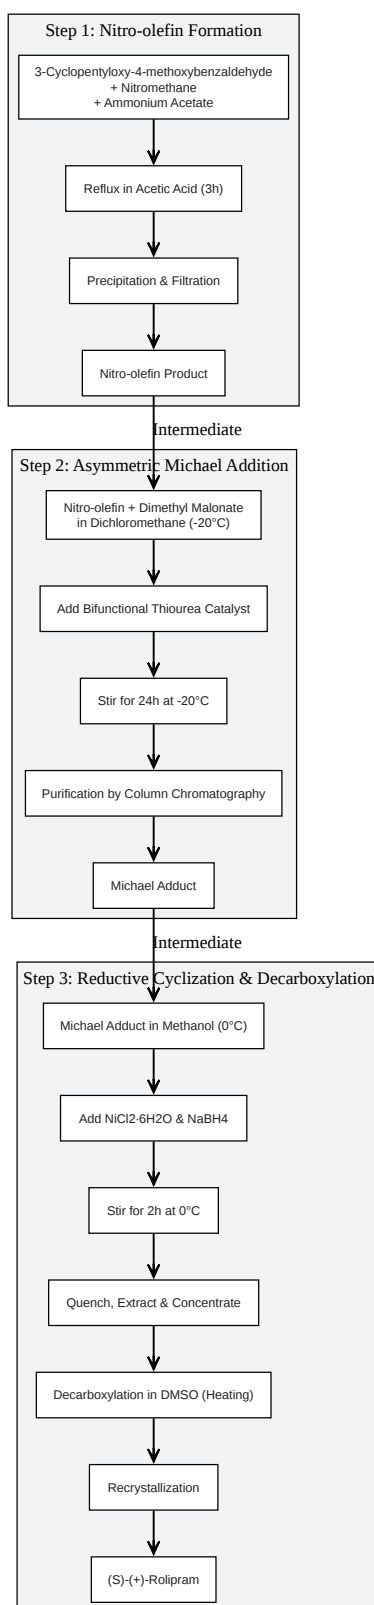 Step 1: Nitro-olefin Formation
3-Cyclopentyloxy-4-methoxybenzaldehyde
+ Nitromethane
+ Ammonium Acetate
Reflux in Acetic Acid (3h)
Precipitation & Filtration
Nitro-olefin Product
Intermediate
Step 2: Asymmetric Michael Addition
Nitro-olefin + Dimethyl Malonate
in Dichloromethane (-20°C)
Add Bifunctional Thiourea Catalyst
Stir for 24h at -20°C
Purification by Column Chromatography
Michael Adduct
Intermediate
Step 3: Reductive Cyclization & Decarboxylation
Michael Adduct in Methanol (0°C)
Add NiCl2·6H2O & NaBH4
Stir for 2h at 0°C
Quench, Extract & Concentrate
Decarboxylation in DMSO (Heating)
Recrystallization
(S)-(+)-Rolipram